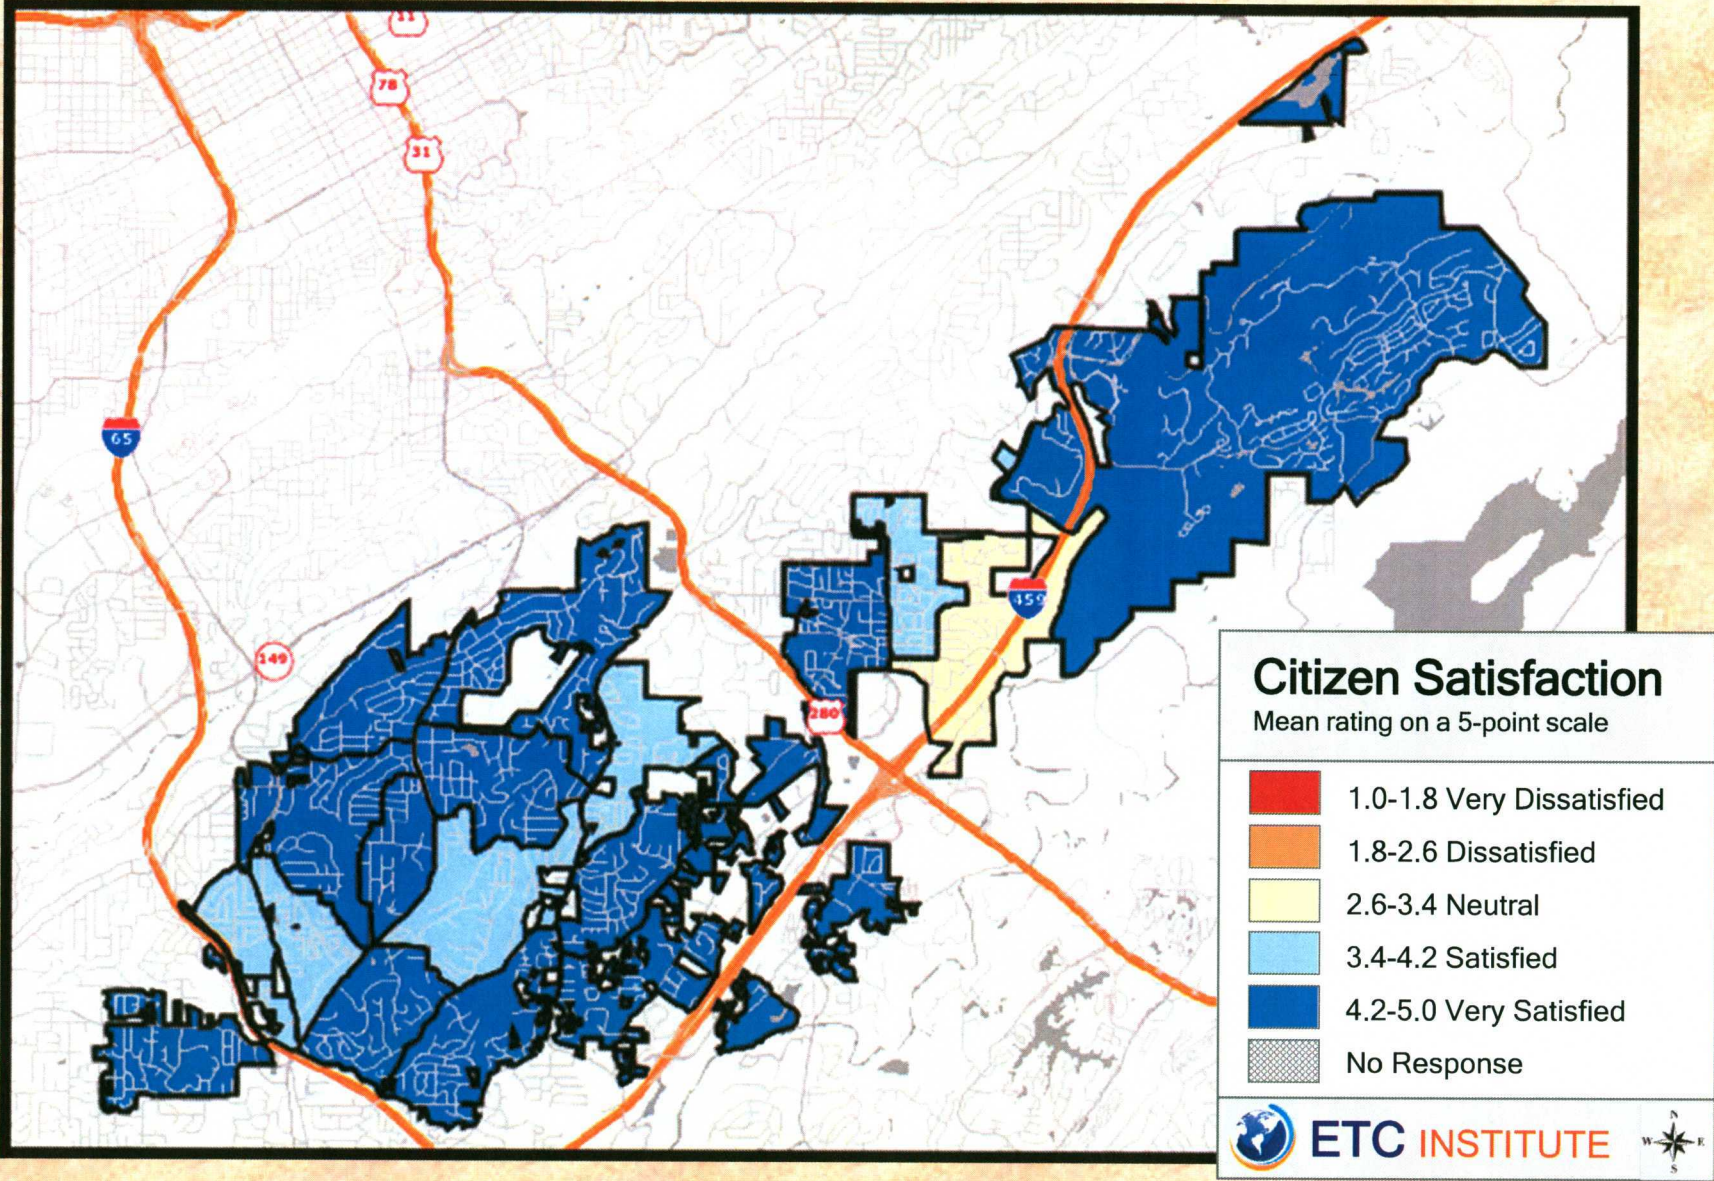 11
78
31
65
149
459
280
Citizen Satisfaction
Mean rating on a 5-point scale
1.0-1.8 Very Dissatisfied
1.8-2.6 Dissatisfied
2.6-3.4 Neutral
3.4-4.2 Satisfied
4.2-5.0 Very Satisfied
No Response
ETC INSTITUTE
N
W E
S